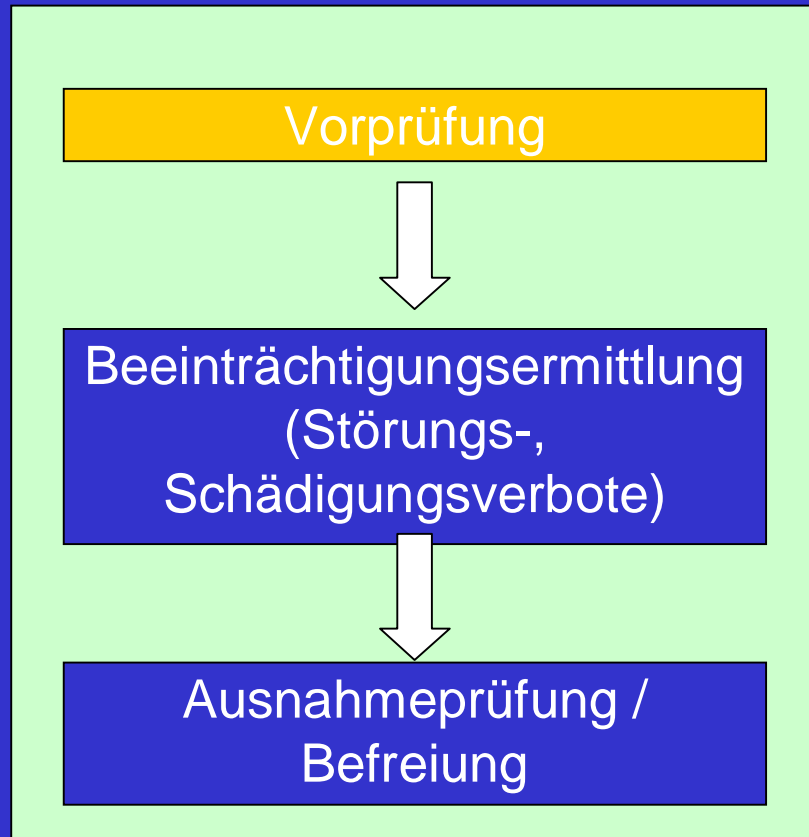 Vorprüfung
Beeinträchtigungsermittlung
(Störungs-,
Schädigungsverbote)
Ausnahmeprüfung /
Befreiung